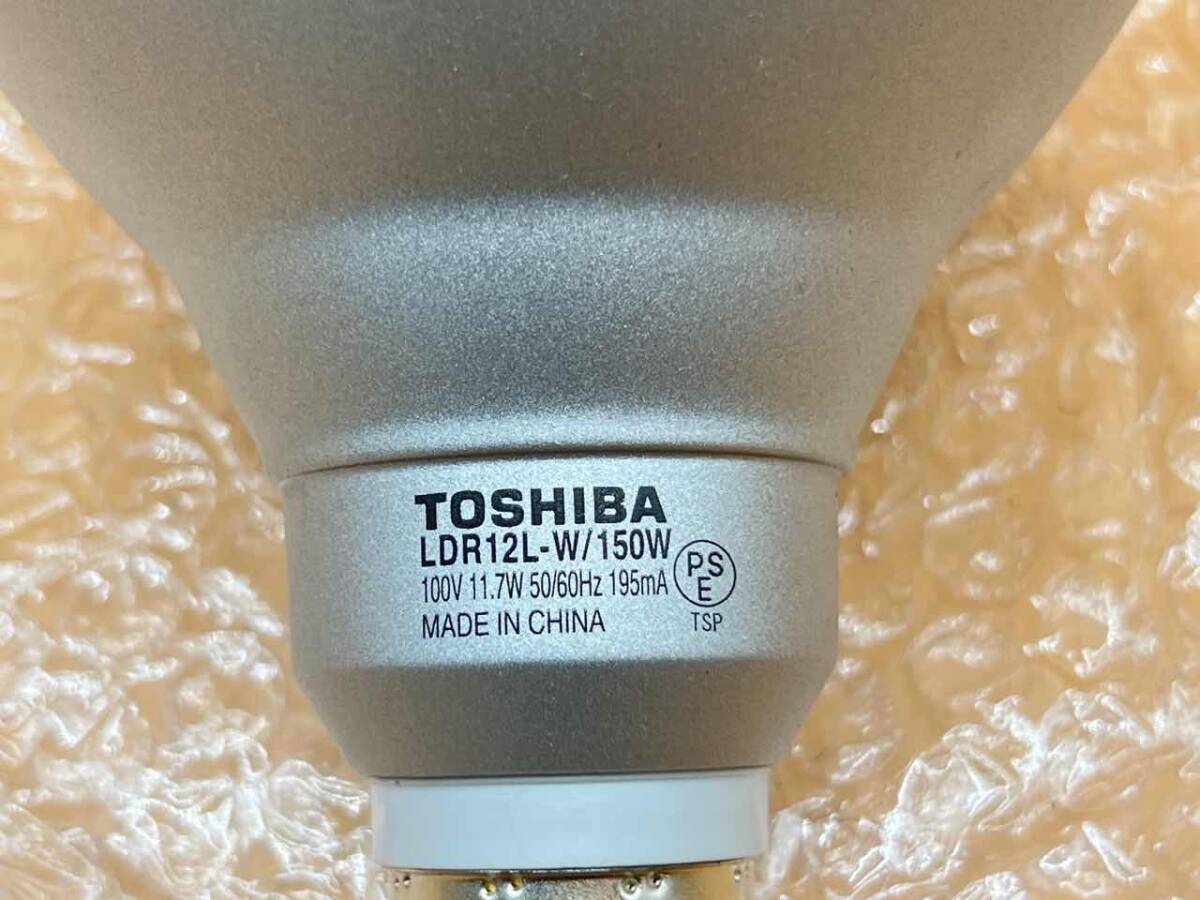 TOSHIBA
LDR12L-W/150W
100V 11.7W 50/60Hz 195mA
MADE IN CHINA
PS
E
TSP